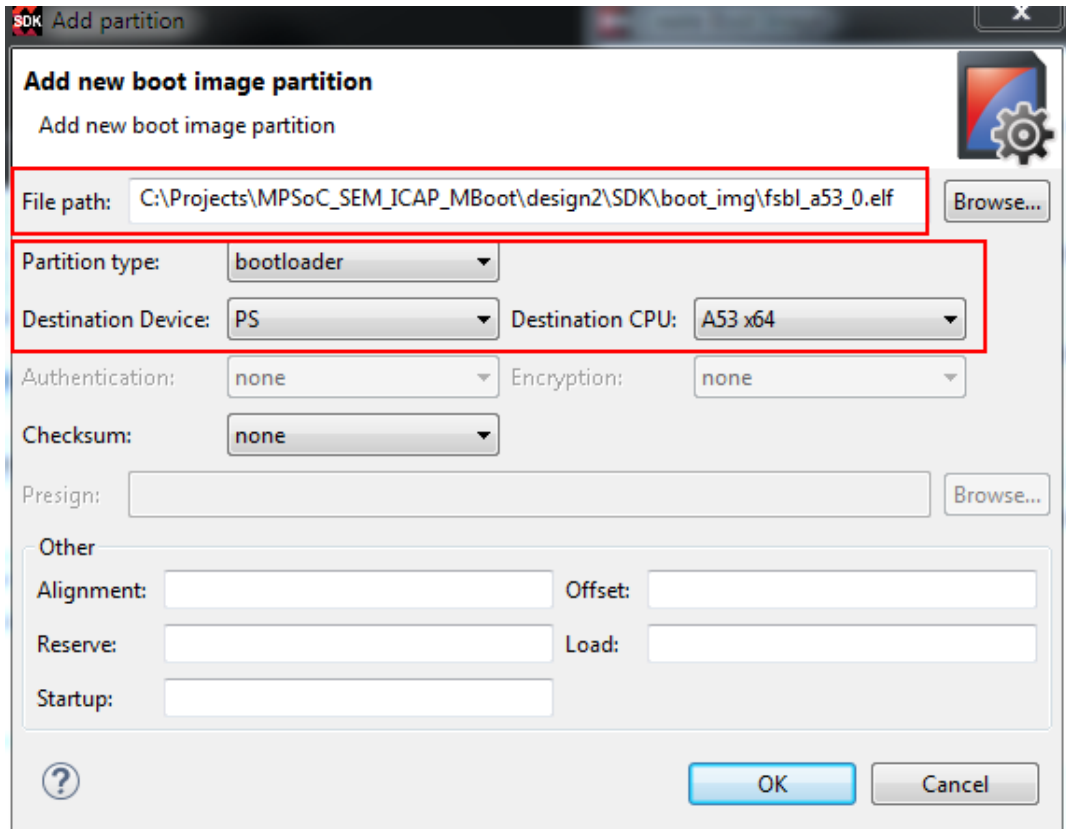 SDK Add partition
Add new boot image partition
Add new boot image partition
File path: C:\Projects\MPSoC_SEM_ICAP_MBoot\design2\SDK\boot_img\fsbl_a53_0.elf Browse...
Partition type: bootloader
Destination Device: PS Destination CPU: A53 x64
Authentication: none Encryption: none
Checksum: none
Presign: Browse...
Other
Alignment: Offset:
Reserve: Load:
Startup:
? OK Cancel